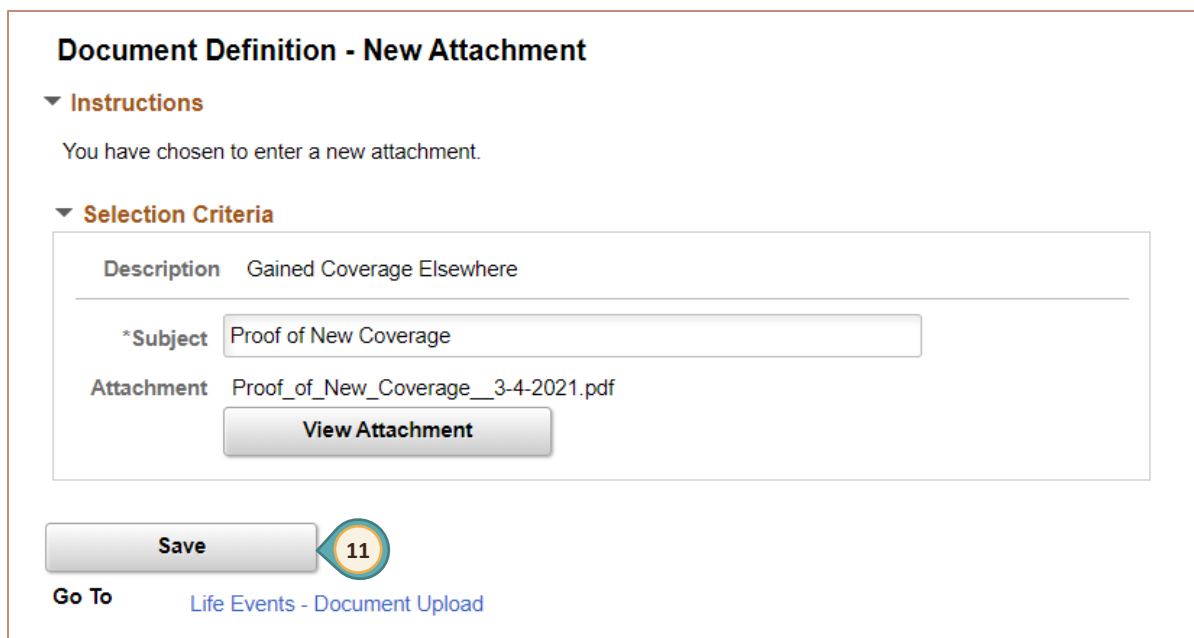 Document Definition - New Attachment
Instructions
You have chosen to enter a new attachment.
Selection Criteria
Description Gained Coverage Elsewhere
*Subject Proof of New Coverage
Attachment Proof_of_New_Coverage__3-4-2021.pdf
View Attachment
Save 11
Go To Life Events - Document Upload